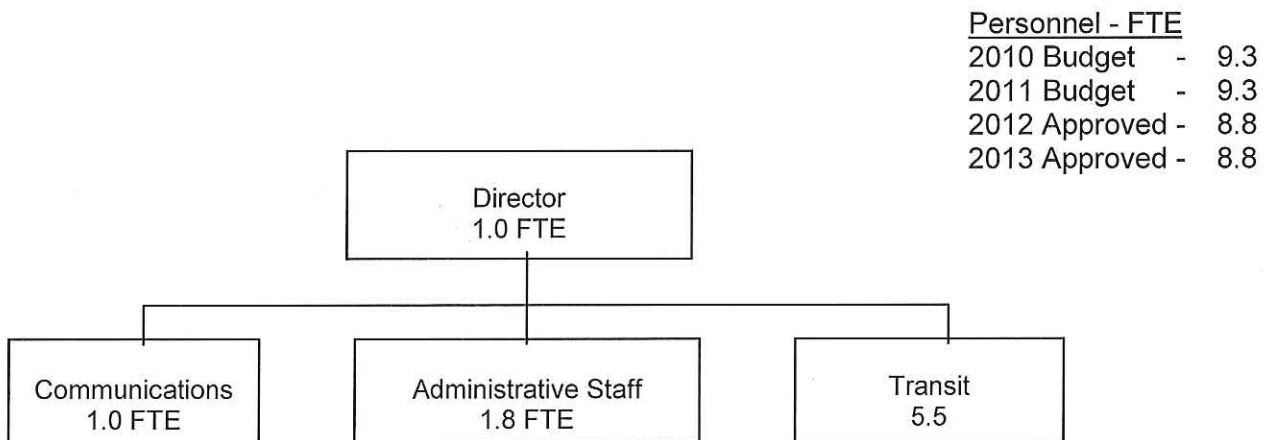 Personnel - FTE
2010 Budget - 9.3
2011 Budget - 9.3
2012 Approved - 8.8
2013 Approved - 8.8
Director
1.0 FTE
Communications
1.0 FTE
Administrative Staff
1.8 FTE
Transit
5.5